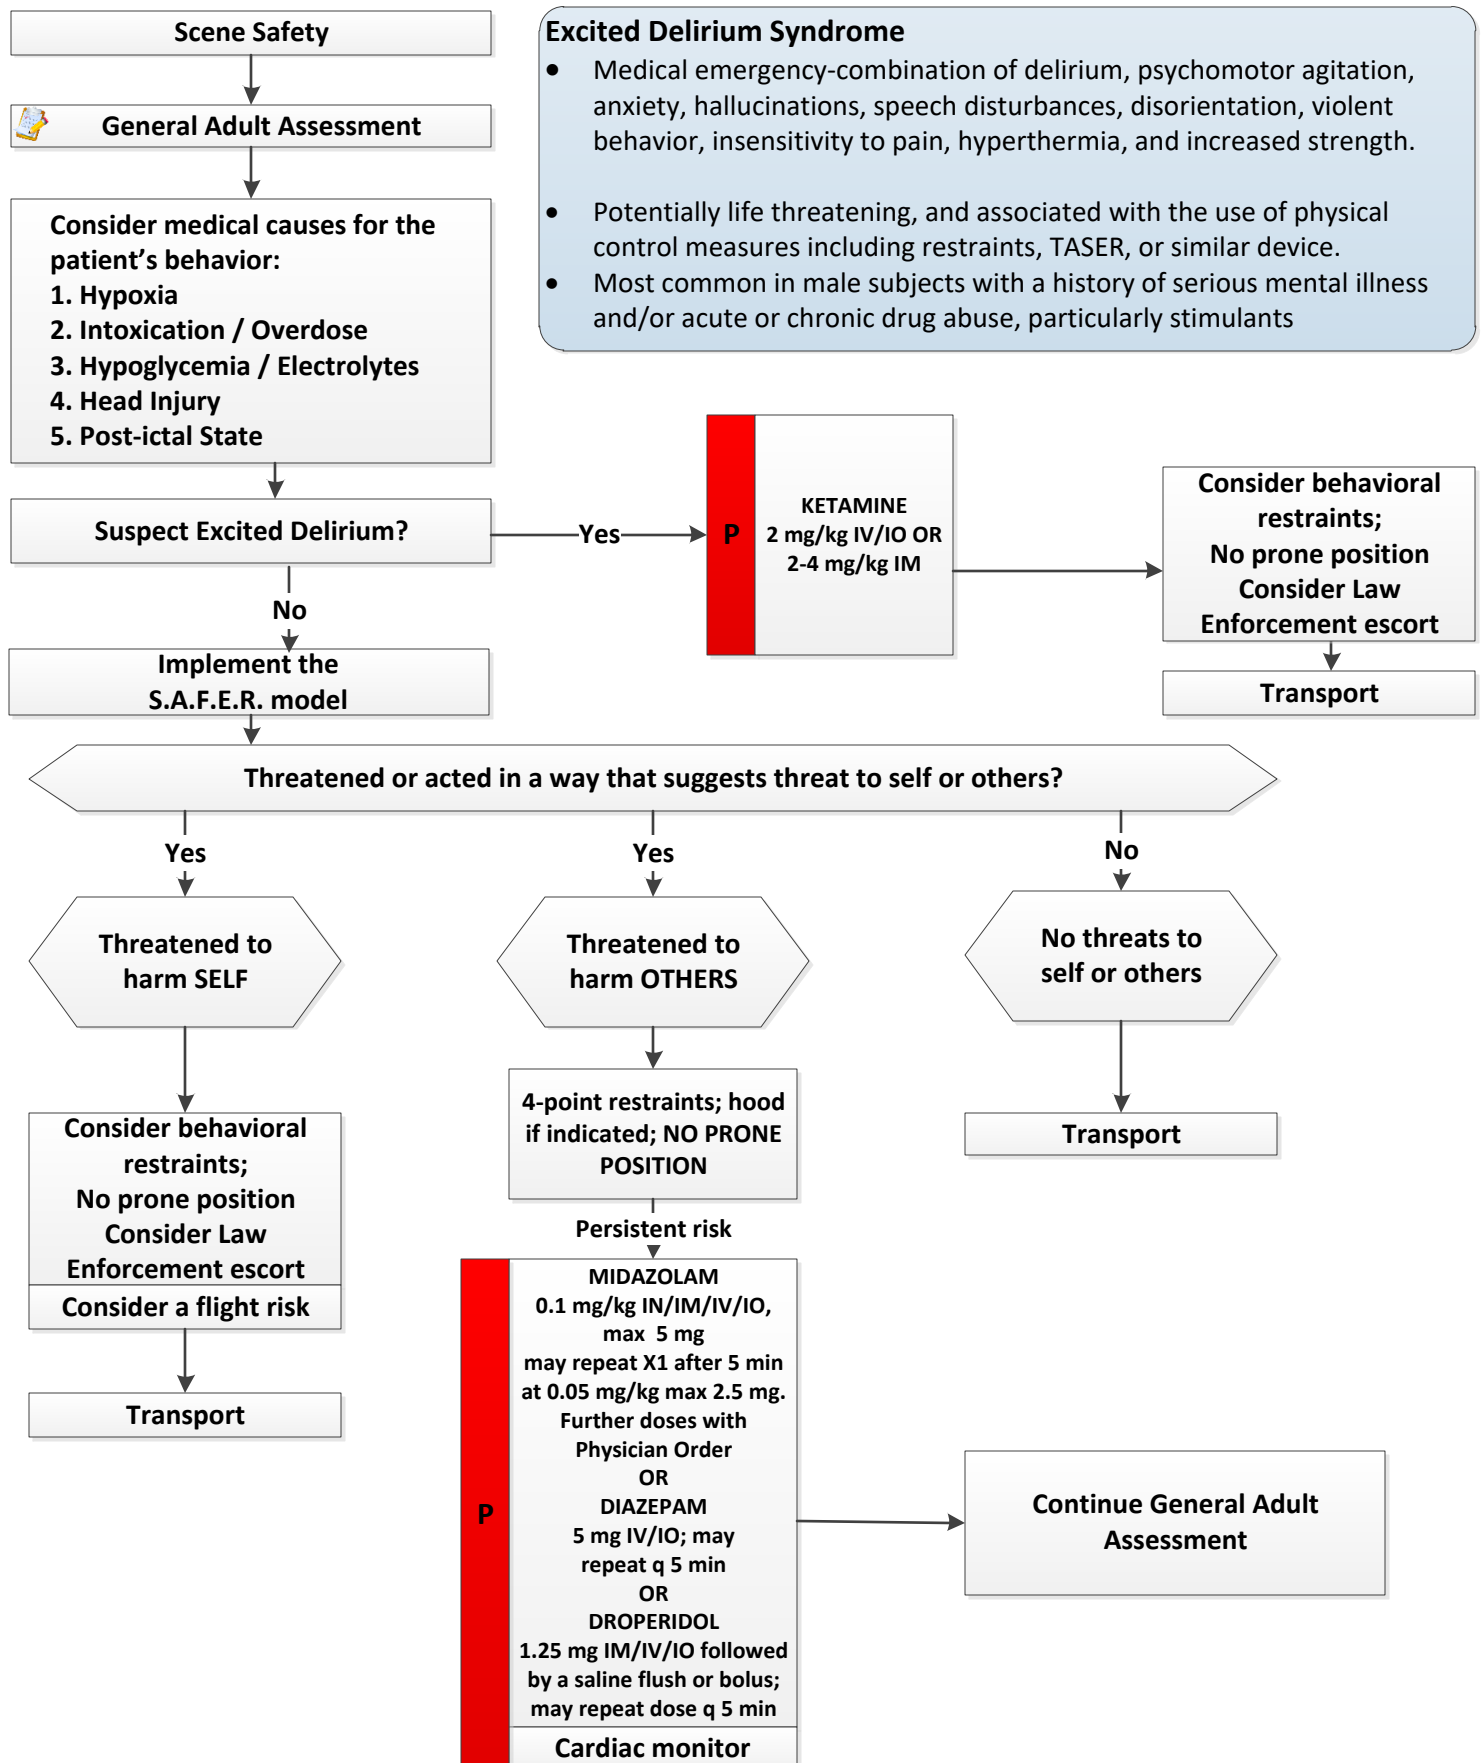 Scene Safety
General Adult Assessment
Consider medical causes for the
patient’s behavior:
1. Hypoxia
2. Intoxication / Overdose
3. Hypoglycemia / Electrolytes
4. Head Injury
5. Post-ictal State
Excited Delirium Syndrome
• Medical emergency-combination of delirium, psychomotor agitation,
anxiety, hallucinations, speech disturbances, disorientation, violent
behavior, insensitivity to pain, hyperthermia, and increased strength.
• Potentially life threatening, and associated with the use of physical
control measures including restraints, TASER, or similar device.
• Most common in male subjects with a history of serious mental illness
and/or acute or chronic drug abuse, particularly stimulants
Suspect Excited Delirium?
Yes
P
KETAMINE
2 mg/kg IV/IO OR
2-4 mg/kg IM
Consider behavioral
restraints;
No prone position
Consider Law
Enforcement escort
Transport
No
Implement the
S.A.F.E.R. model
Threatened or acted in a way that suggests threat to self or others?
Yes
Threatened to
harm SELF
Consider behavioral
restraints;
No prone position
Consider Law
Enforcement escort
Consider a flight risk
Transport
Yes
Threatened to
harm OTHERS
4-point restraints; hood
if indicated; NO PRONE
POSITION
Persistent risk
P
MIDAZOLAM
0.1 mg/kg IN/IM/IV/IO,
max 5 mg
may repeat X1 after 5 min
at 0.05 mg/kg max 2.5 mg.
Further doses with
Physician Order
OR
DIAZEPAM
5 mg IV/IO; may
repeat q 5 min
OR
DROPERIDOL
1.25 mg IM/IV/IO followed
by a saline flush or bolus;
may repeat dose q 5 min
Cardiac monitor
Continue General Adult
Assessment
No
No threats to
self or others
Transport